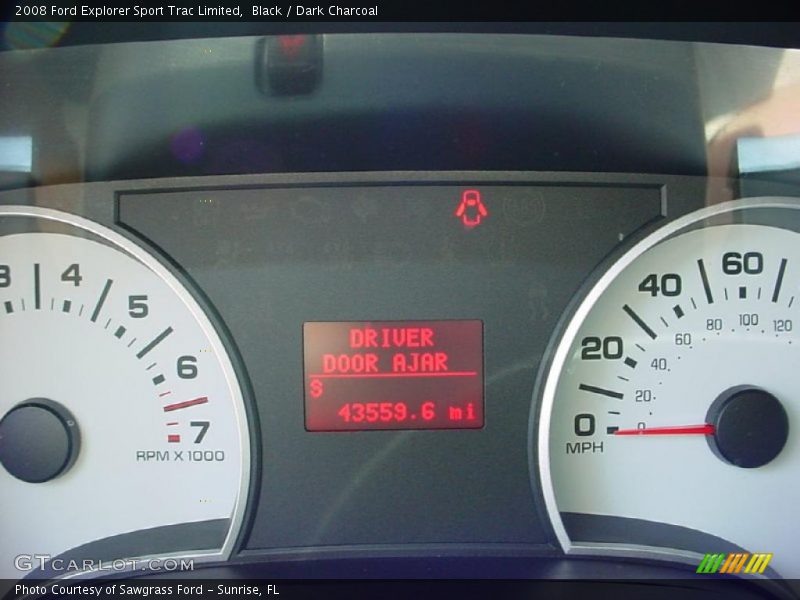 2008 Ford Explorer Sport Trac Limited, Black / Dark Charcoal
DRIVER
DOOR AJAR
S
43559.6 mi
3 4 5 6 7
RPM X 1000
0 20 40 60
MPH
0 20 40 60 80 100 120
GTCARLOT.COM
Photo Courtesy of Sawgrass Ford - Sunrise, FL